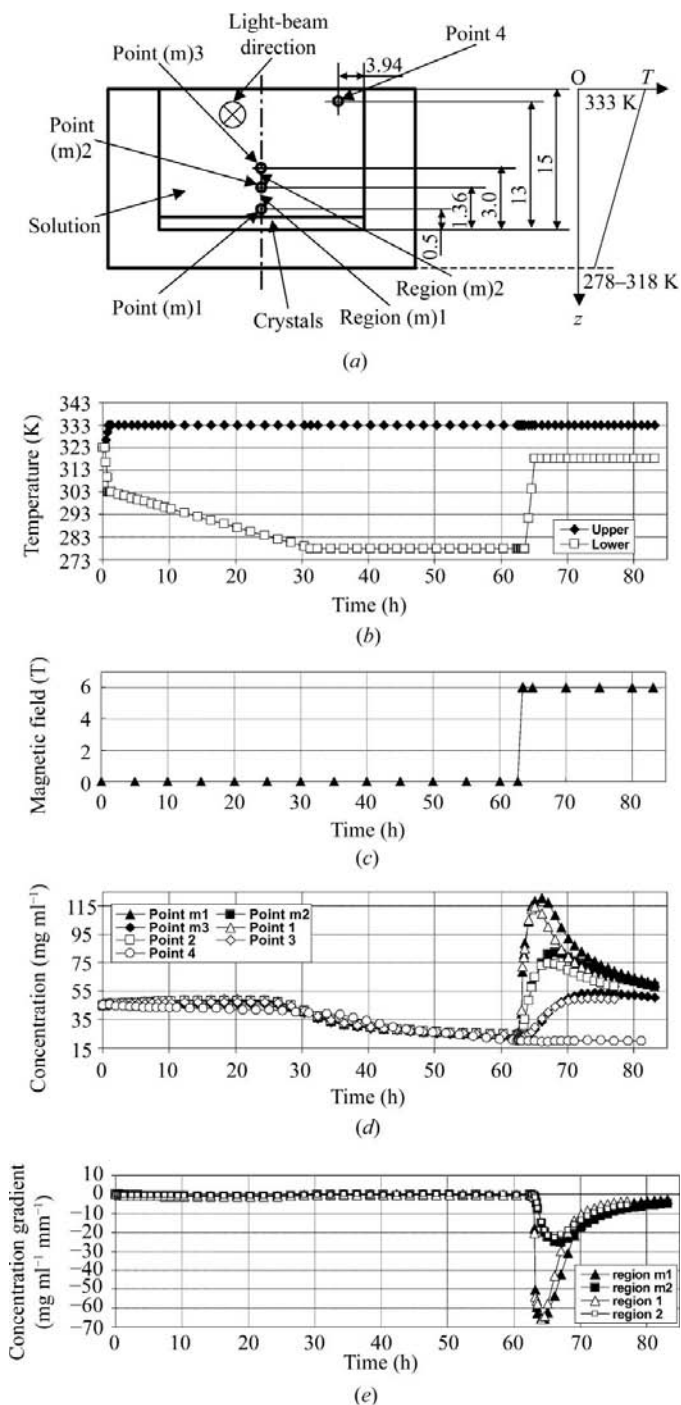 Light-beam
direction
Point (m)3
Point 4
3.94
O
T
333 K
Point
(m)2
Solution
0.5
1.36
3.0
13
15
Region (m)2
278–318 K
Point (m)1
Crystals
Region (m)1
z
(a)
Temperature (K)
343
333
323
313
303
293
283
273
Upper
Lower
0 10 20 30 40 50 60 70 80
Time (h)
(b)
Magnetic field (T)
6
4
2
0
0 10 20 30 40 50 60 70 80
Time (h)
(c)
Concentration (mg ml⁻¹)
115
95
75
55
35
15
Point m1 Point m2
Point m3 Point 1
Point 2 Point 3
Point 4
0 10 20 30 40 50 60 70 80
Time (h)
(d)
Concentration gradient
(mg ml⁻¹ mm⁻¹)
10
0
−10
−20
−30
−40
−50
−60
−70
region m1
region m2
region 1
region 2
0 10 20 30 40 50 60 70 80
Time (h)
(e)